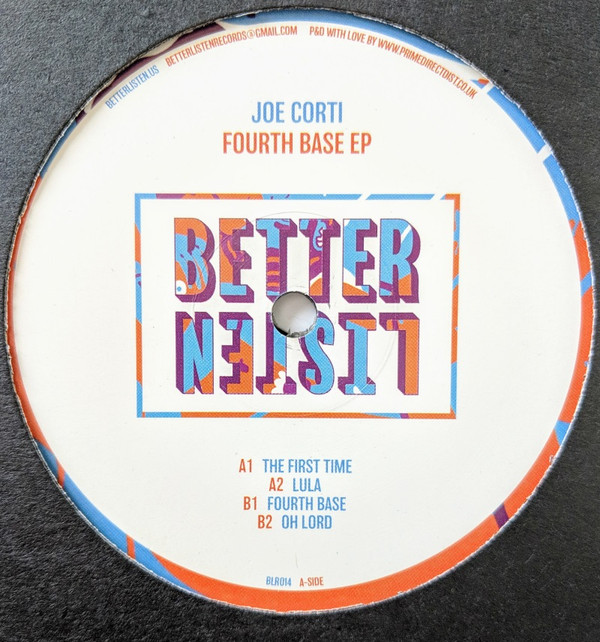 BETTERLISTEN.US BETTERLISTENRECORDS@GMAIL.COM P&D WITH LOVE BY WWW.PRIMEDIRECTDIST.CO.UK
JOE CORTI
FOURTH BASE EP
BETTER
LISTEN
A1 THE FIRST TIME
A2 LULA
B1 FOURTH BASE
B2 OH LORD
BLR014 A-SIDE